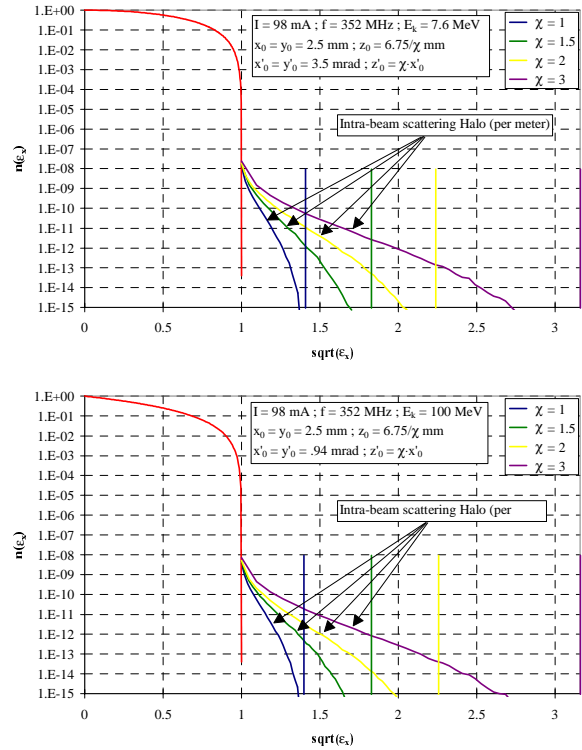 1.E+00
1.E-01
1.E-02
1.E-03
1.E-04
1.E-05
1.E-06
1.E-07
1.E-08
1.E-09
1.E-10
1.E-11
1.E-12
1.E-13
1.E-14
1.E-15
n(εx)
I = 98 mA ; f = 352 MHz ; Ek = 7.6 MeV
x0 = y0 = 2.5 mm ; z0 = 6.75/χ mm
x'0 = y'0 = 3.5 mrad ; z'0 = χ·x'0
χ = 1
χ = 1.5
χ = 2
χ = 3
Intra-beam scattering Halo (per meter)
0 0.5 1 1.5 2 2.5 3
sqrt(εx)
1.E+00
1.E-01
1.E-02
1.E-03
1.E-04
1.E-05
1.E-06
1.E-07
1.E-08
1.E-09
1.E-10
1.E-11
1.E-12
1.E-13
1.E-14
1.E-15
n(εx)
I = 98 mA ; f = 352 MHz ; Ek = 100 MeV
x0 = y0 = 2.5 mm ; z0 = 6.75/χ mm
x'0 = y'0 = .94 mrad ; z'0 = χ·x'0
χ = 1
χ = 1.5
χ = 2
χ = 3
Intra-beam scattering Halo (per
0 0.5 1 1.5 2 2.5 3
sqrt(εx)